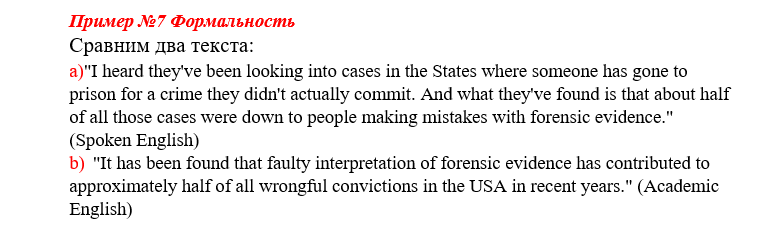 Пример №7 Формальность
Сравним два текста:
a)"I heard they've been looking into cases in the States where someone has gone to
prison for a crime they didn't actually commit. And what they've found is that about half
of all those cases were down to people making mistakes with forensic evidence."
(Spoken English)
b)  "It has been found that faulty interpretation of forensic evidence has contributed to
approximately half of all wrongful convictions in the USA in recent years." (Academic
English)